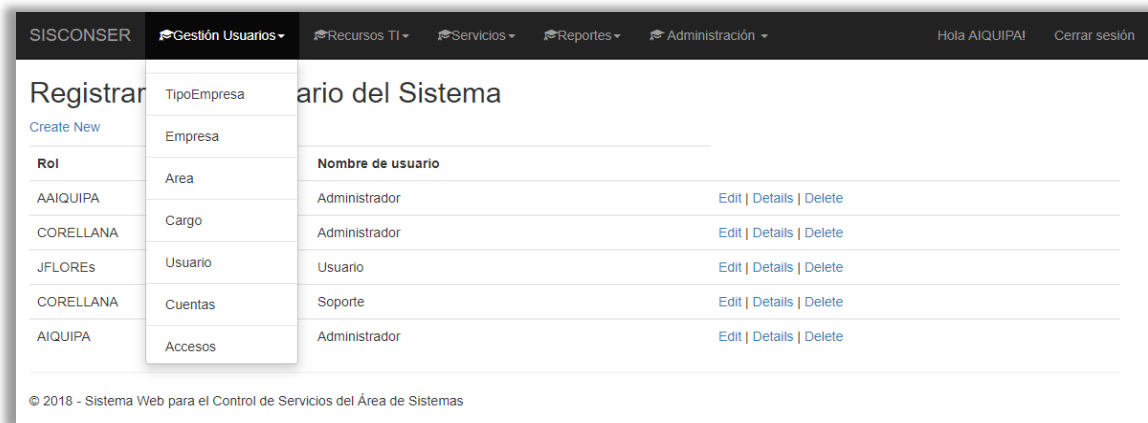 SISCONSER Gestión Usuarios Recursos TI Servicios Reportes Administración Hola AIQUIPA! Cerrar sesión
Registrar ario del Sistema
Create New
TipoEmpresa
Empresa
Area
Cargo
Usuario
Cuentas
Accesos
Rol Nombre de usuario
AAIQUIPA Administrador Edit | Details | Delete
CORELLANA Administrador Edit | Details | Delete
JFLOREs Usuario Edit | Details | Delete
CORELLANA Soporte Edit | Details | Delete
AIQUIPA Administrador Edit | Details | Delete
© 2018 - Sistema Web para el Control de Servicios del Área de Sistemas